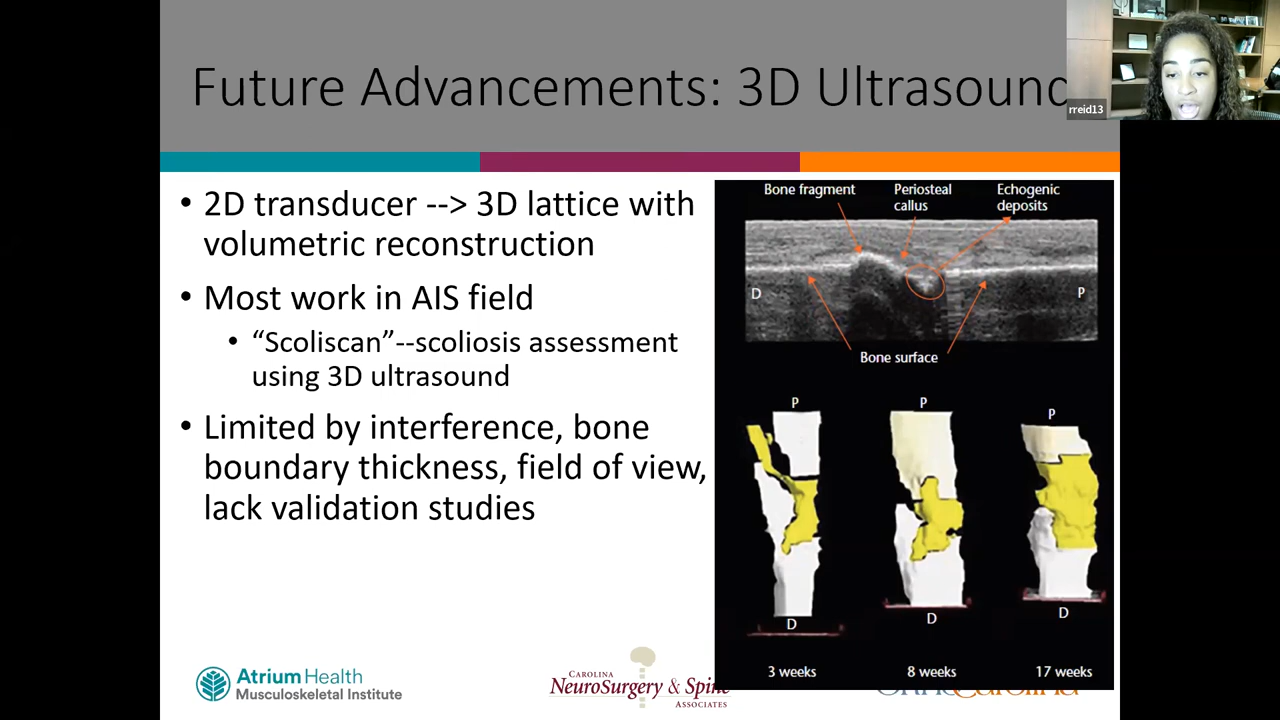 Future Advancements: 3D Ultrasound
rreid13
• 2D transducer --> 3D lattice with
volumetric reconstruction
• Most work in AIS field
• “Scoliscan”--scoliosis assessment
using 3D ultrasound
• Limited by interference, bone
boundary thickness, field of view,
lack validation studies
Bone fragment
Periosteal
callus
Echogenic
deposits
D
P
Bone surface
P
P
P
D
D
D
3 weeks
8 weeks
17 weeks
Atrium Health
Musculoskeletal Institute
CAROLINA
NEUROSURGERY & SPINE
ASSOCIATES